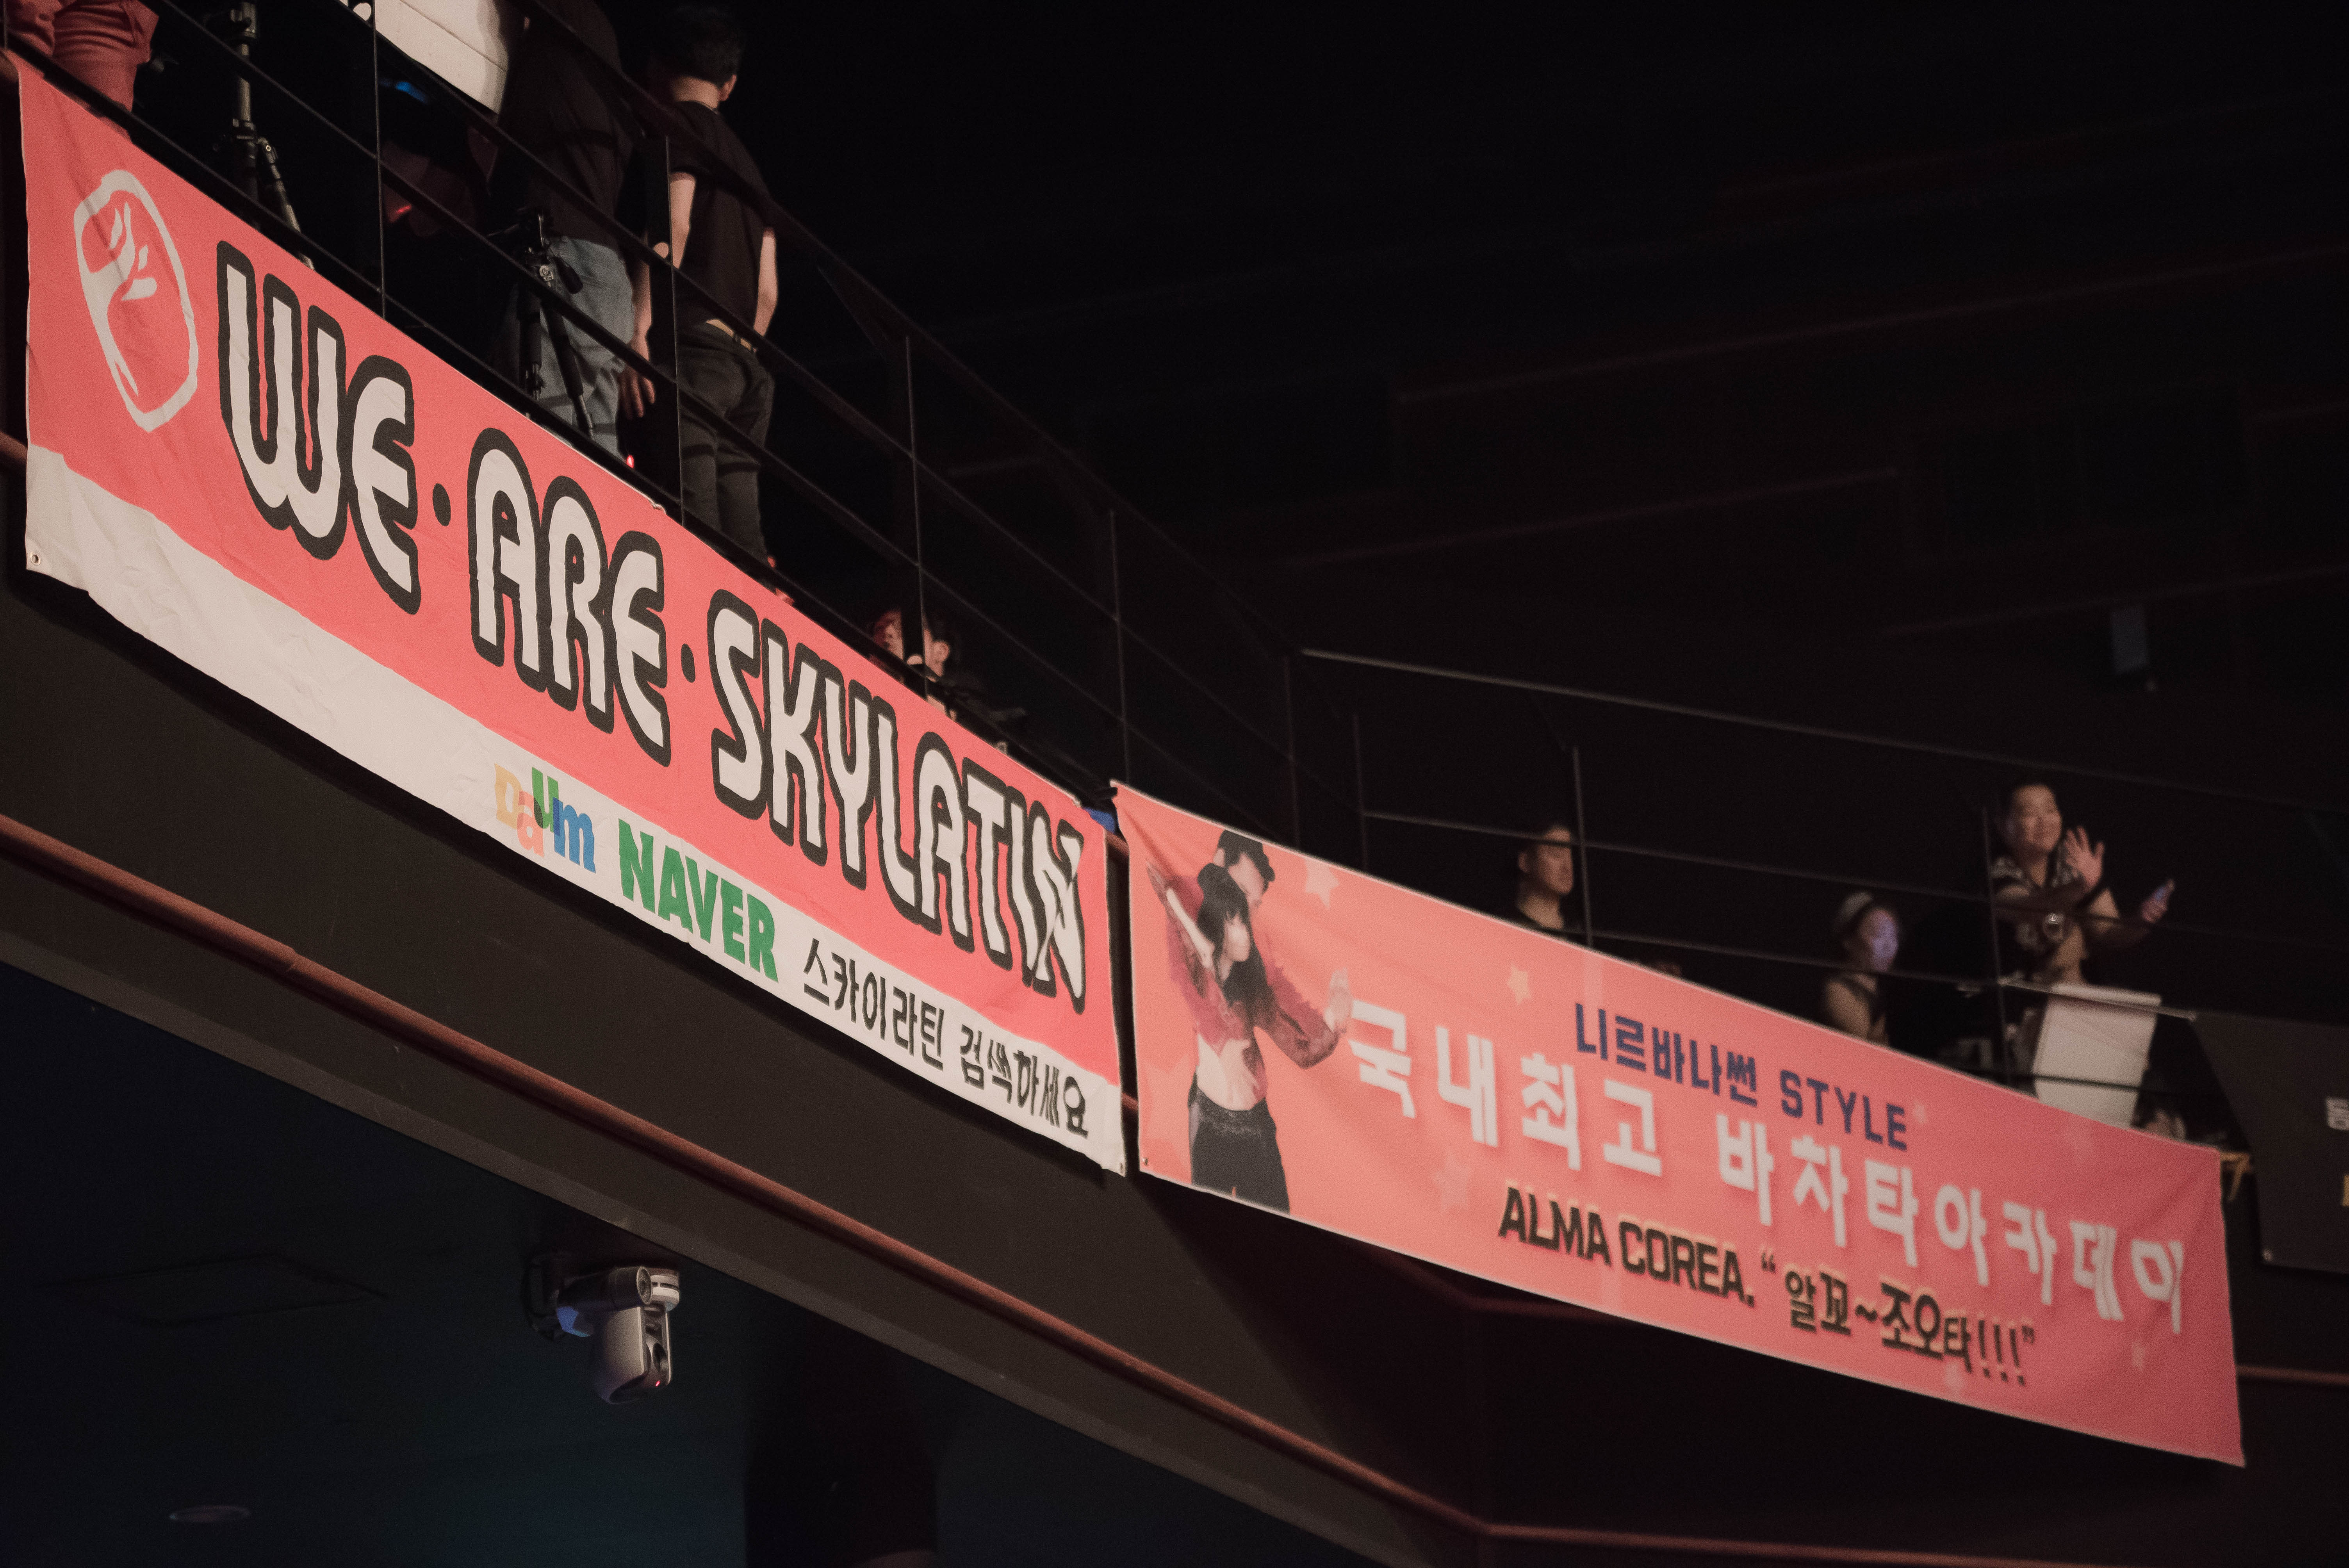 WE·ARE·SKYLATIN
Daum NAVER 스카이라틴 검색하세요
니르바나썬 STYLE
국내최고 바차타아카데미
ALMA COREA. “알꼬~조오타!!!”